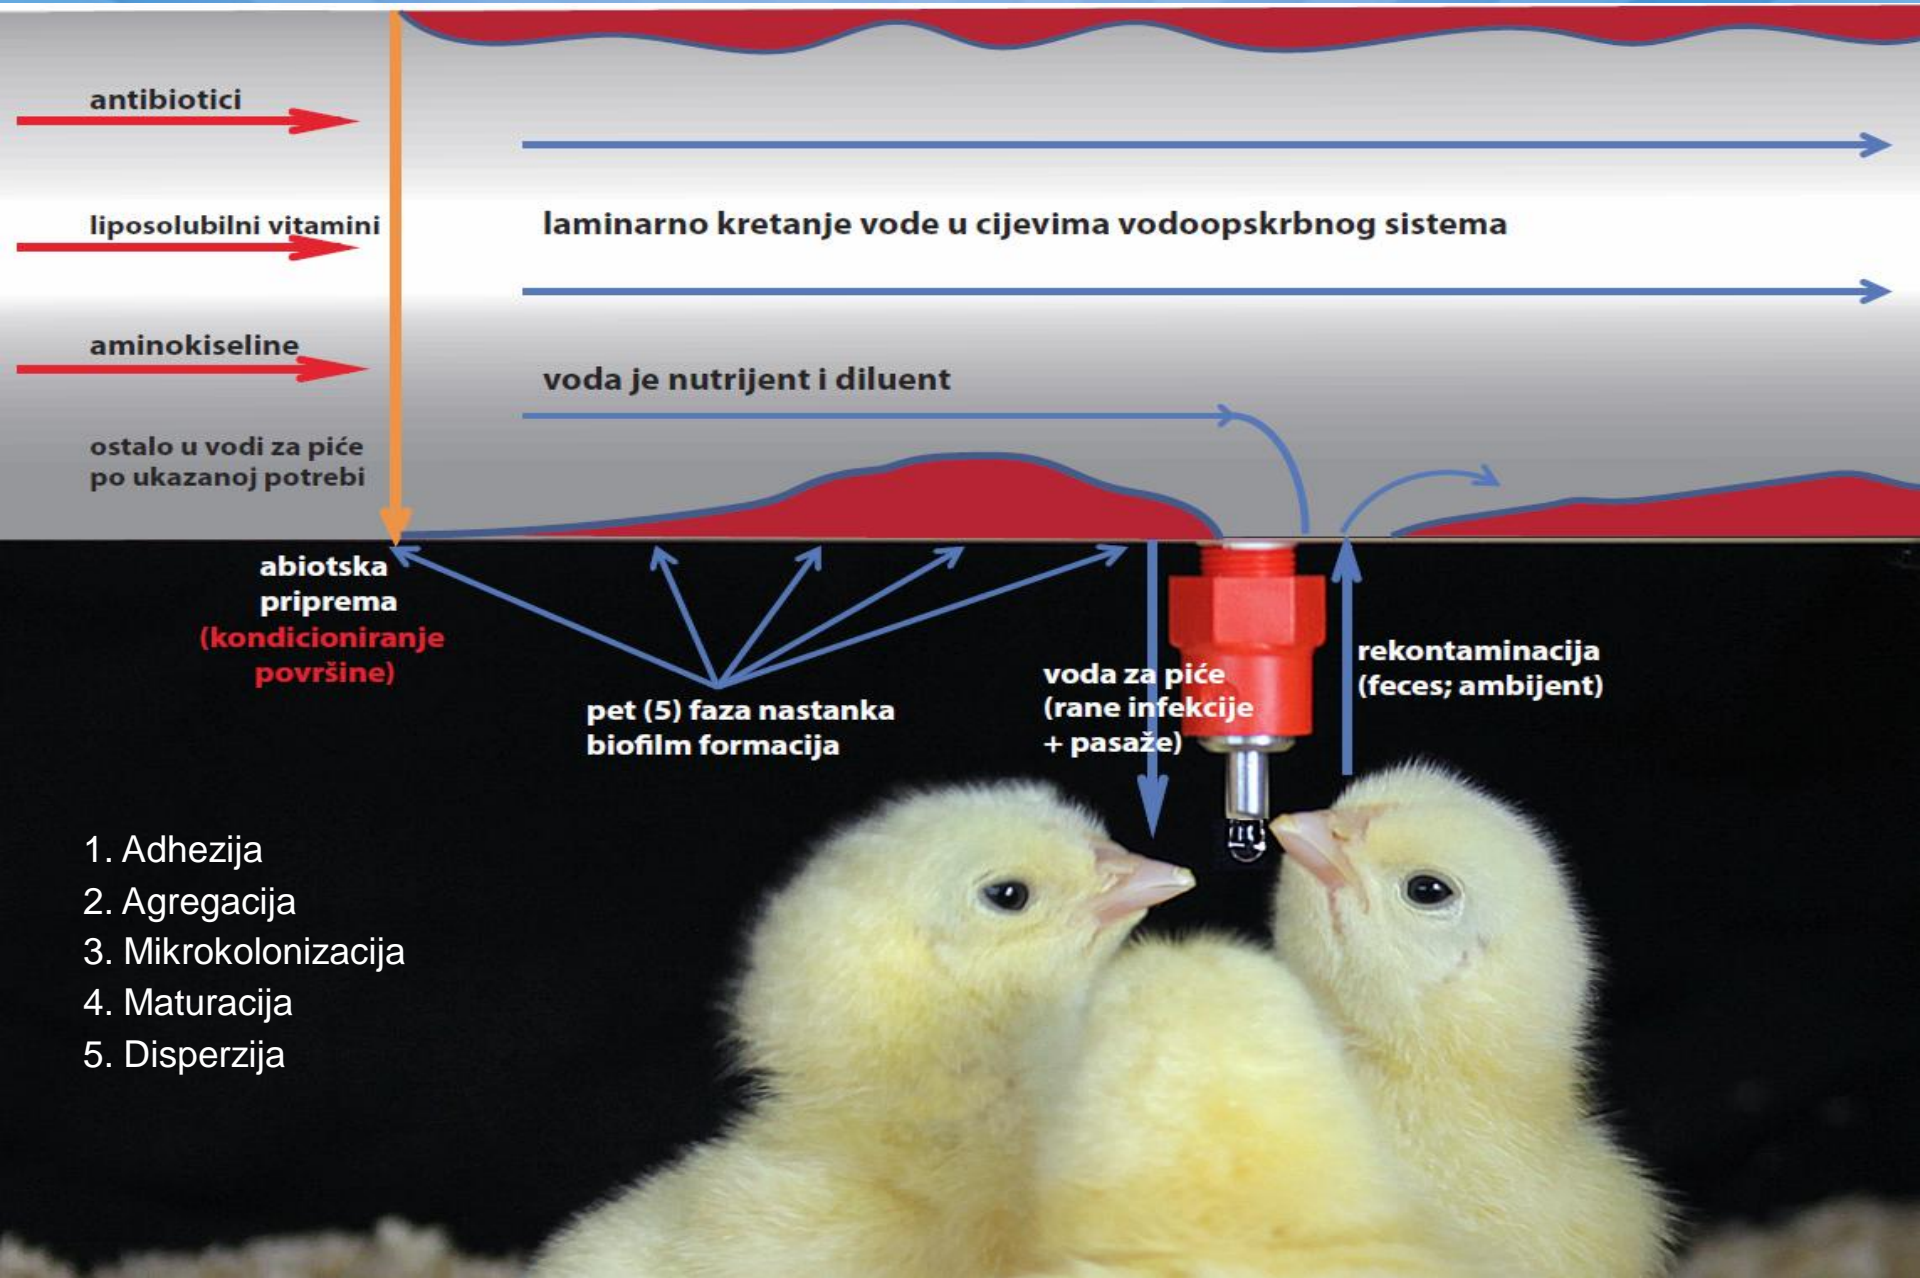 antibiotici
liposolubilni vitamini
laminarno kretanje vode u cijevima vodoopskrbnog sistema
aminokiseline
voda je nutrijent i diluent
ostalo u vodi za piće
po ukazanoj potrebi
abiotska
priprema
(kondicioniranje
površine)
pet (5) faza nastanka
biofilm formacija
voda za piće
(rane infekcije
+ pasaže)
rekontaminacija
(feces; ambijent)
1. Adhezija
2. Agregacija
3. Mikrokolonizacija
4. Maturacija
5. Disperzija